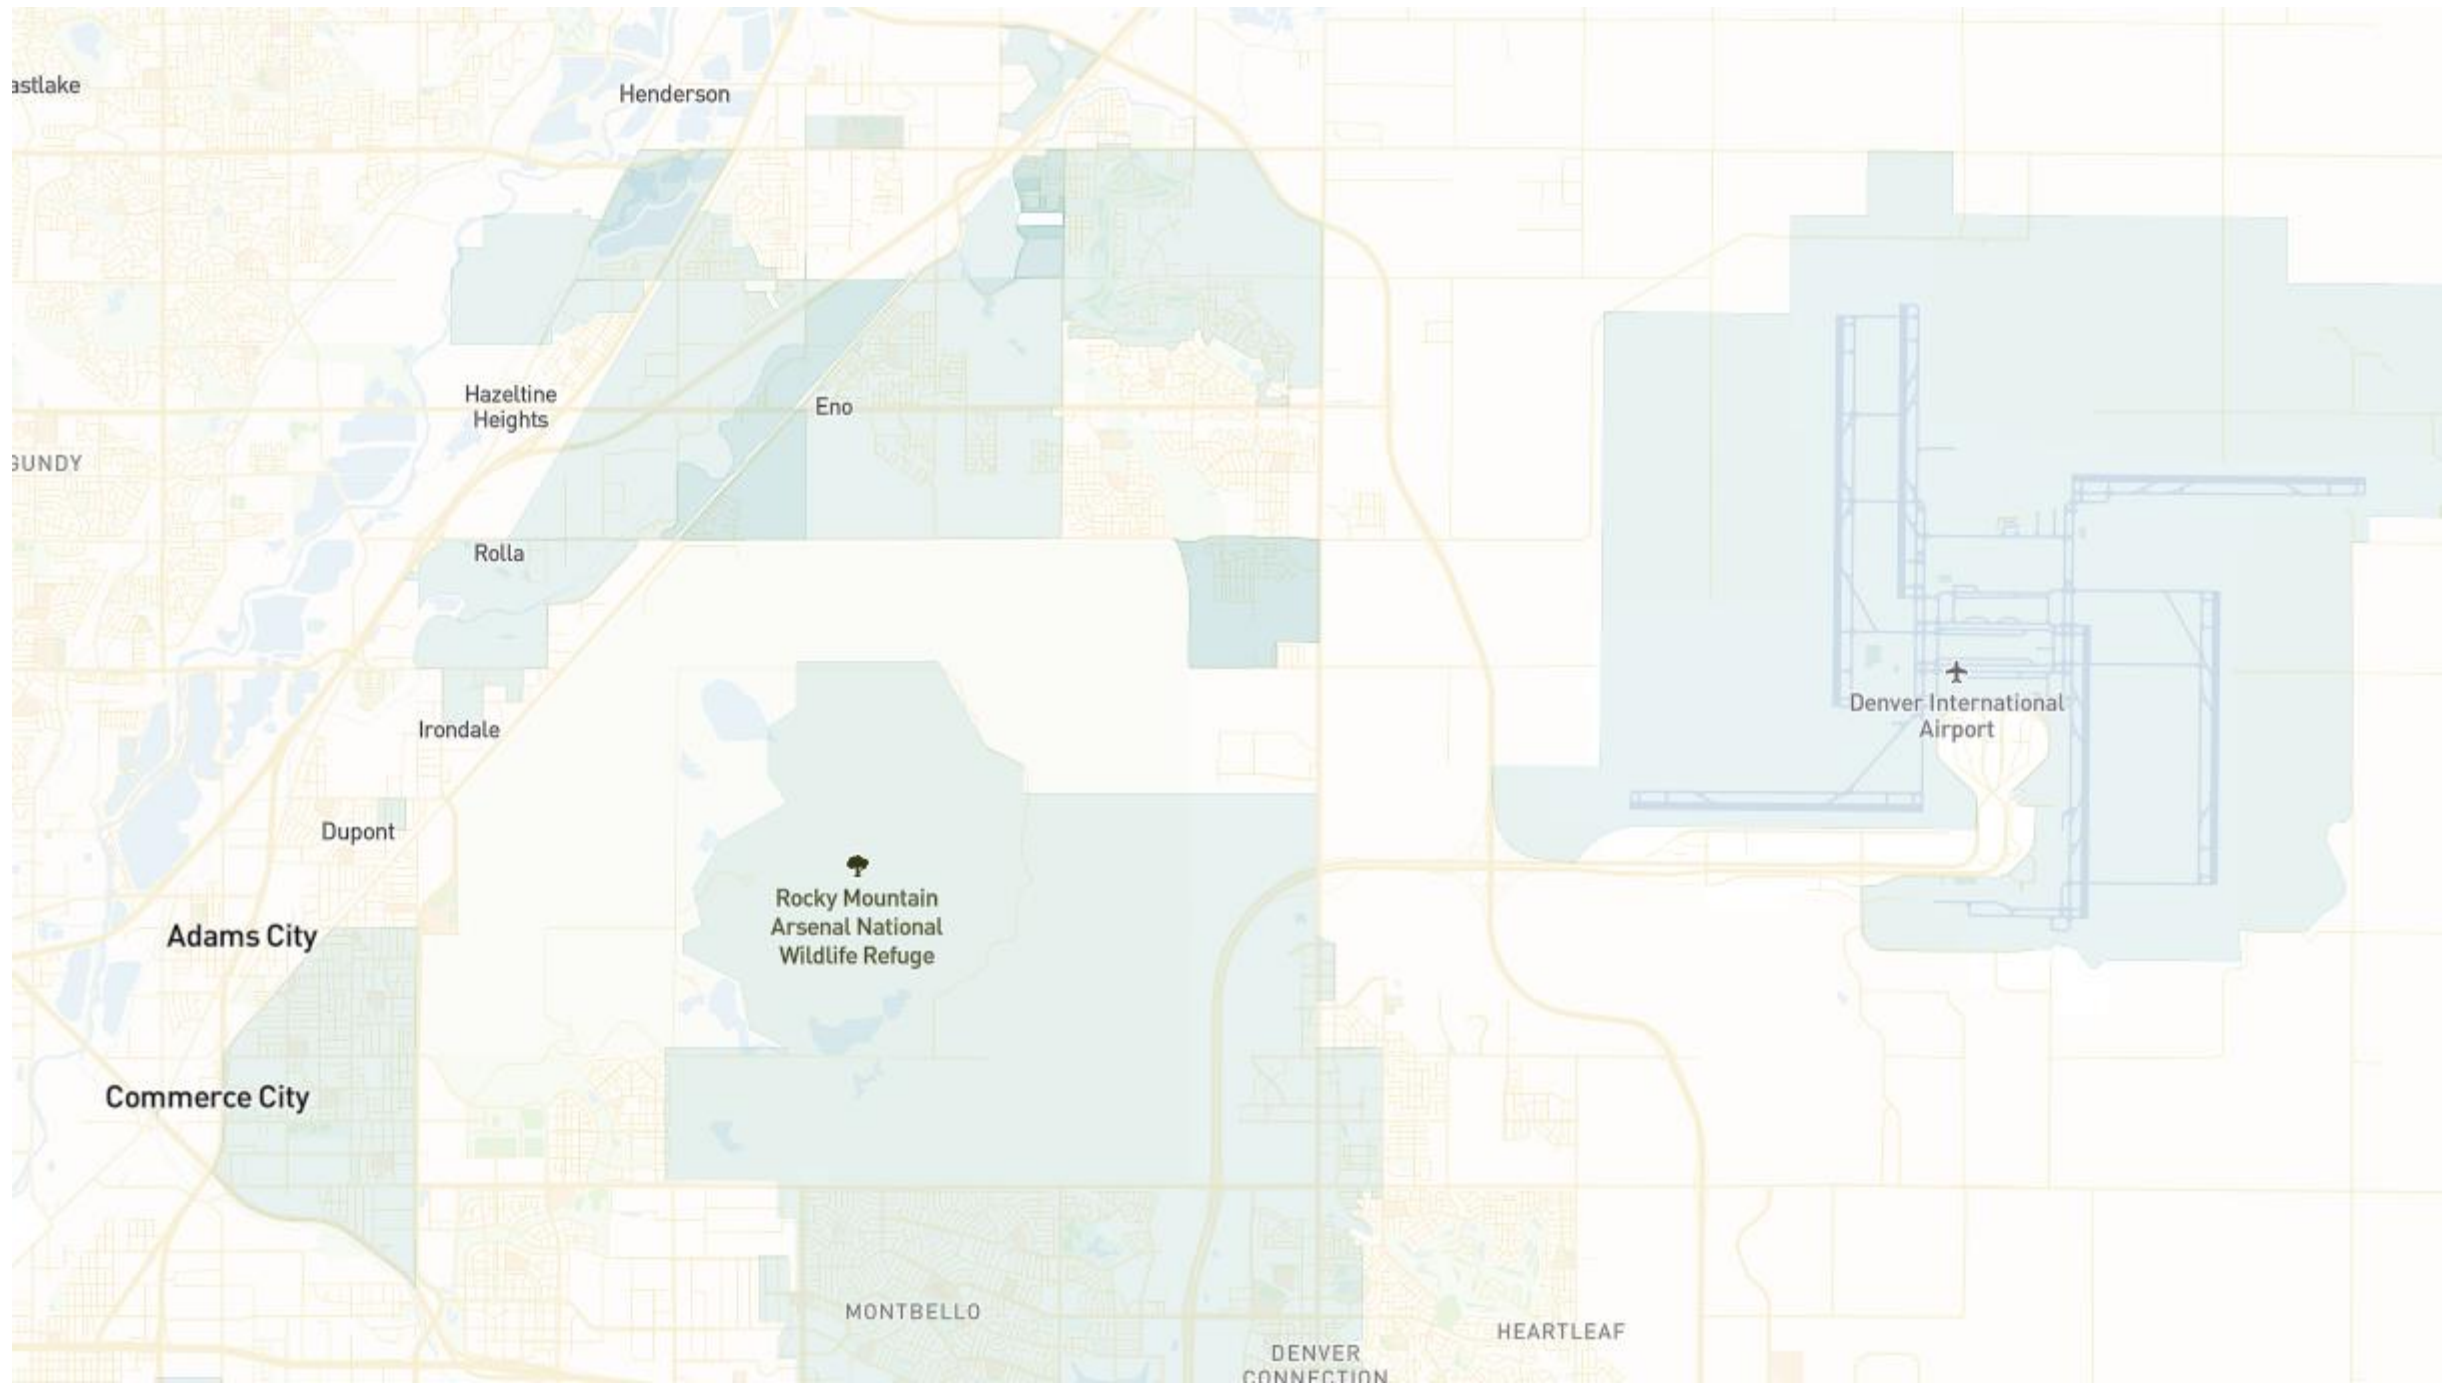 astlake
Henderson
Hazeltine
Heights
Eno
GUNDY
Rolla
Denver International
Airport
Irondale
Dupont
Rocky Mountain
Arsenal National
Wildlife Refuge
Adams City
Commerce City
MONTBELLO
HEARTLEAF
DENVER
CONNECTION